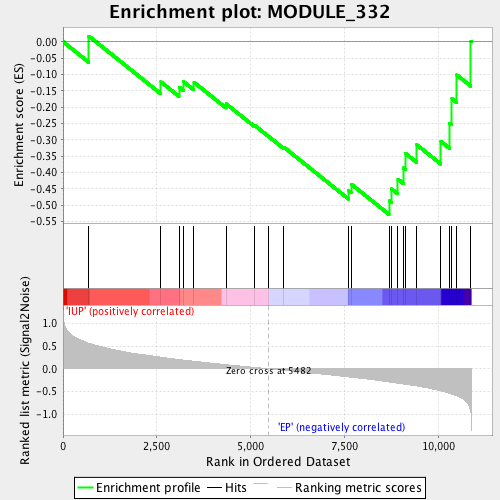 Enrichment plot: MODULE_332
Enrichment score (ES)
0.00
-0.05
-0.10
-0.15
-0.20
-0.25
-0.30
-0.35
-0.40
-0.45
-0.50
-0.55
'IUP' (positively correlated)
Ranked list metric (Signal2Noise)
1.0
0.5
0.0
-0.5
-1.0
Zero cross at 5482
'EP' (negatively correlated)
0
2,500
5,000
7,500
10,000
Rank in Ordered Dataset
Enrichment profile
Hits
Ranking metric scores